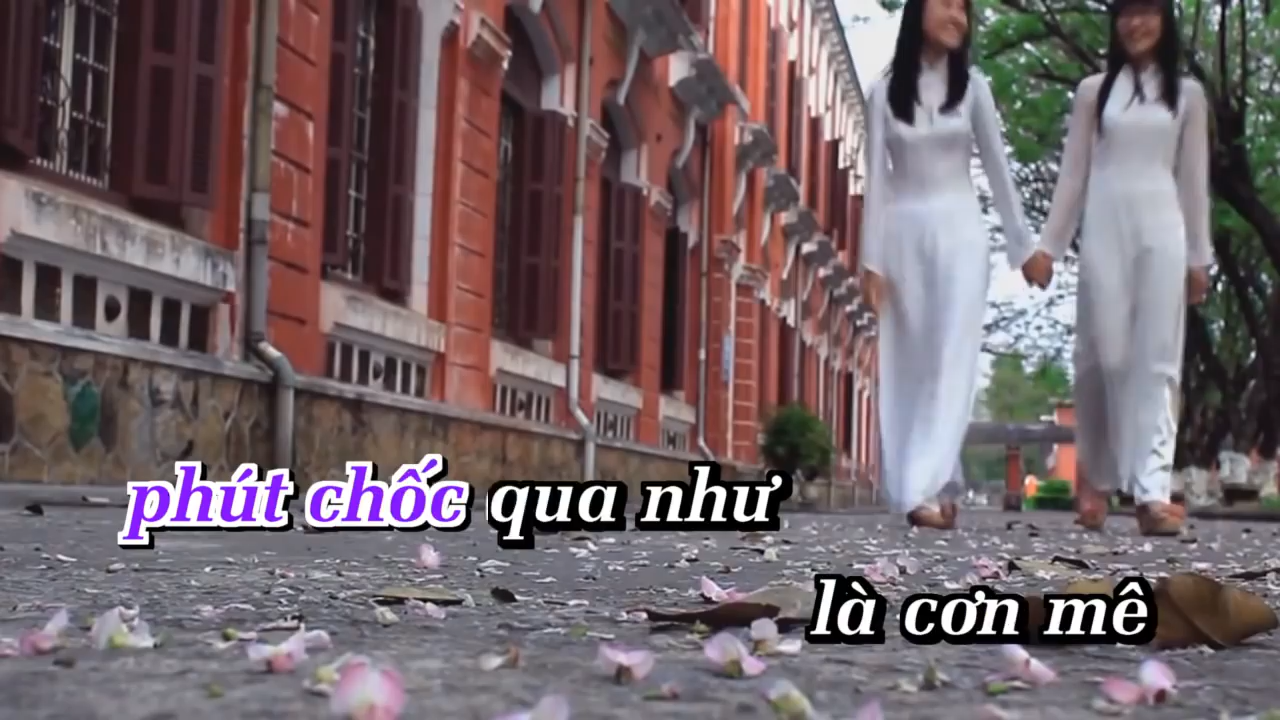 phút chốc qua như
là cơn mê